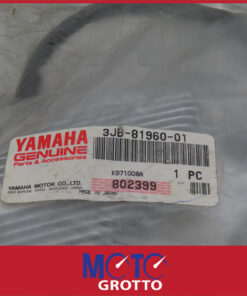 YAMAHA
GENUINE
Parts & Accessories
3JB-81960-01
K971008A
1 PC
YAMAHA MOTOR CO., LTD.
MADE IN JAPAN
802399
MOTO
GROTTO